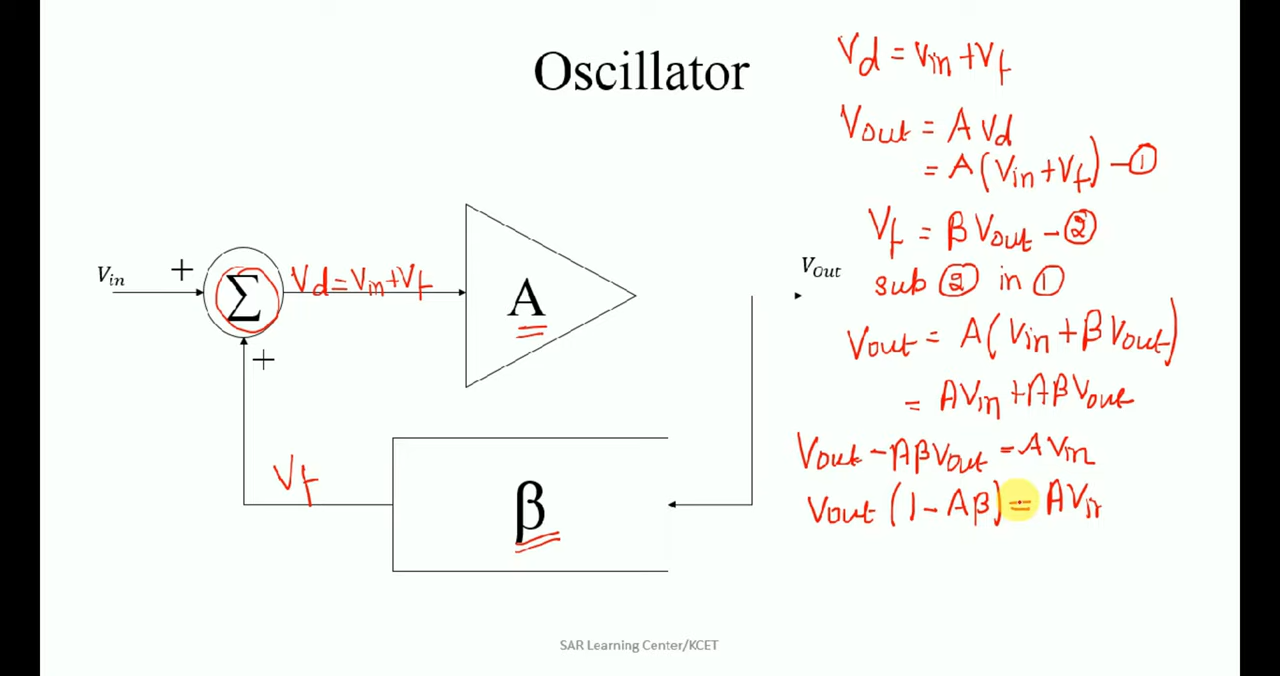 Oscillator
Vd = Vin + Vf
Vout = A Vd
= A(Vin + Vf) - ①
Vf = β Vout - ②
sub ② in ①
Vout = A(Vin + β Vout)
= AVin + AβVout
Vout - AβVout = AVin
Vout (1 - Aβ) = AVin
Vin
+
Σ
Vd = Vin + Vf
A
VOut
+
Vf
β
SAR Learning Center/KCET